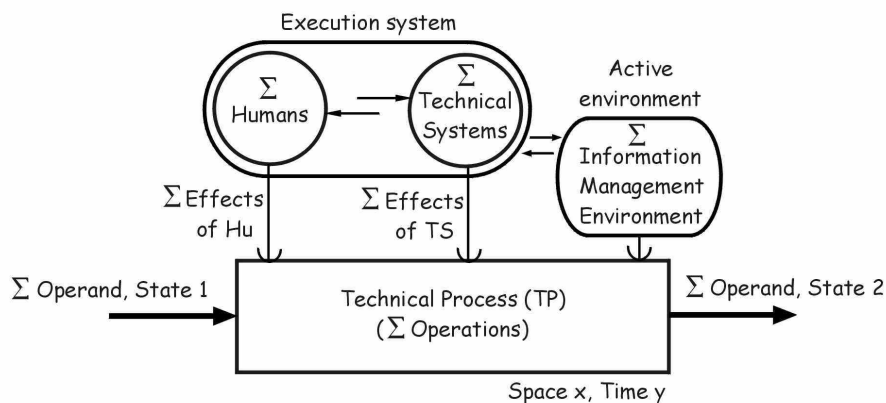 Execution system
Σ
Humans
Σ
Technical
Systems
Active
environment
Σ
Information
Management
Environment
Σ Effects
of Hu
Σ Effects
of TS
Σ Operand, State 1
Technical Process (TP)
(Σ Operations)
Σ Operand, State 2
Space x, Time y